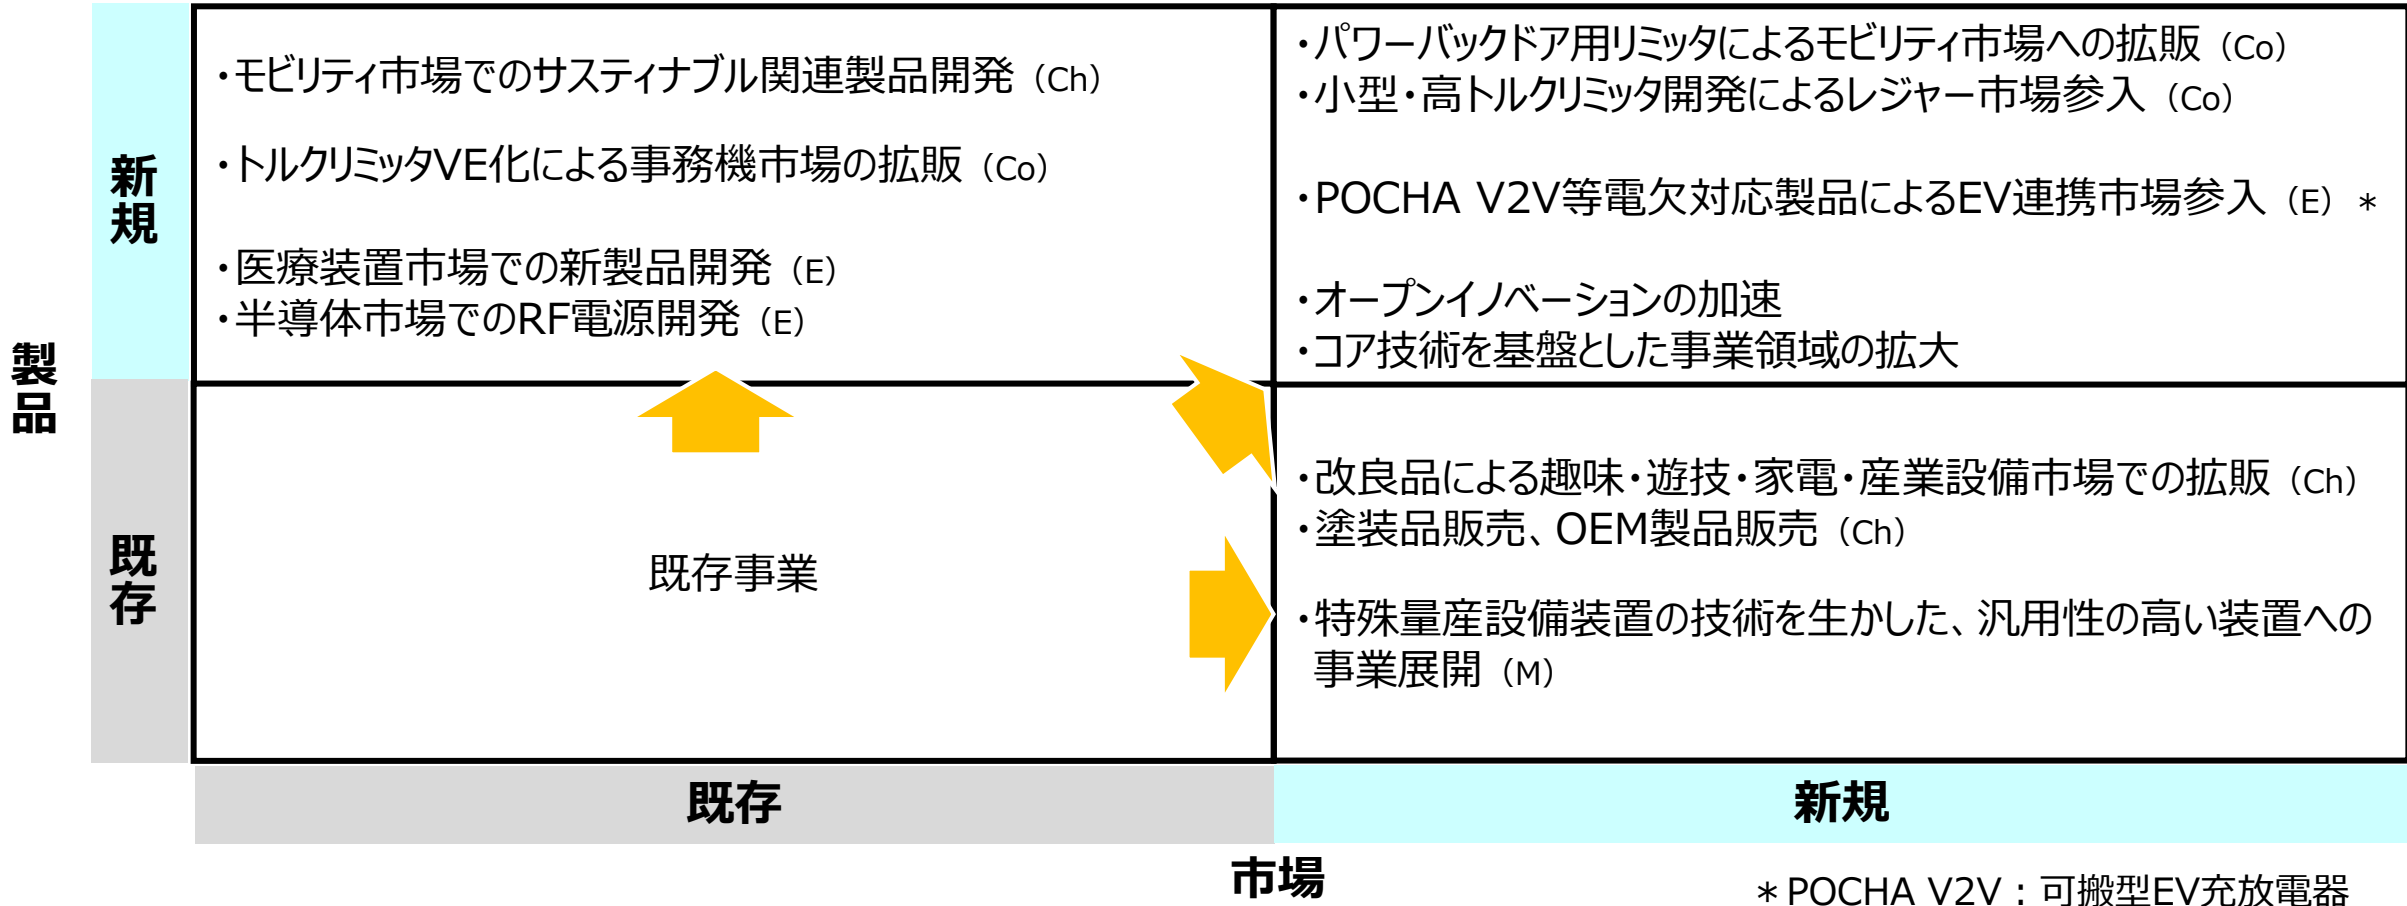 製品
新規
・モビリティ市場でのサスティナブル関連製品開発（Ch）
・トルクリミッタVE化による事務機市場の拡販（Co）
・医療装置市場での新製品開発（E）
・半導体市場でのRF電源開発（E）
・パワーバックドア用リミッタによるモビリティ市場への拡販（Co）
・小型・高トルクリミッタ開発によるレジャー市場参入（Co）
・POCHA V2V等電欠対応製品によるEV連携市場参入（E）＊
・オープンイノベーションの加速
・コア技術を基盤とした事業領域の拡大
既存
既存事業
・改良品による趣味・遊技・家電・産業設備市場での拡販（Ch）
・塗装品販売、OEM製品販売（Ch）
・特殊量産設備装置の技術を生かした、汎用性の高い装置への
事業展開（M）
既存
新規
市場
＊POCHA V2V：可搬型EV充放電器